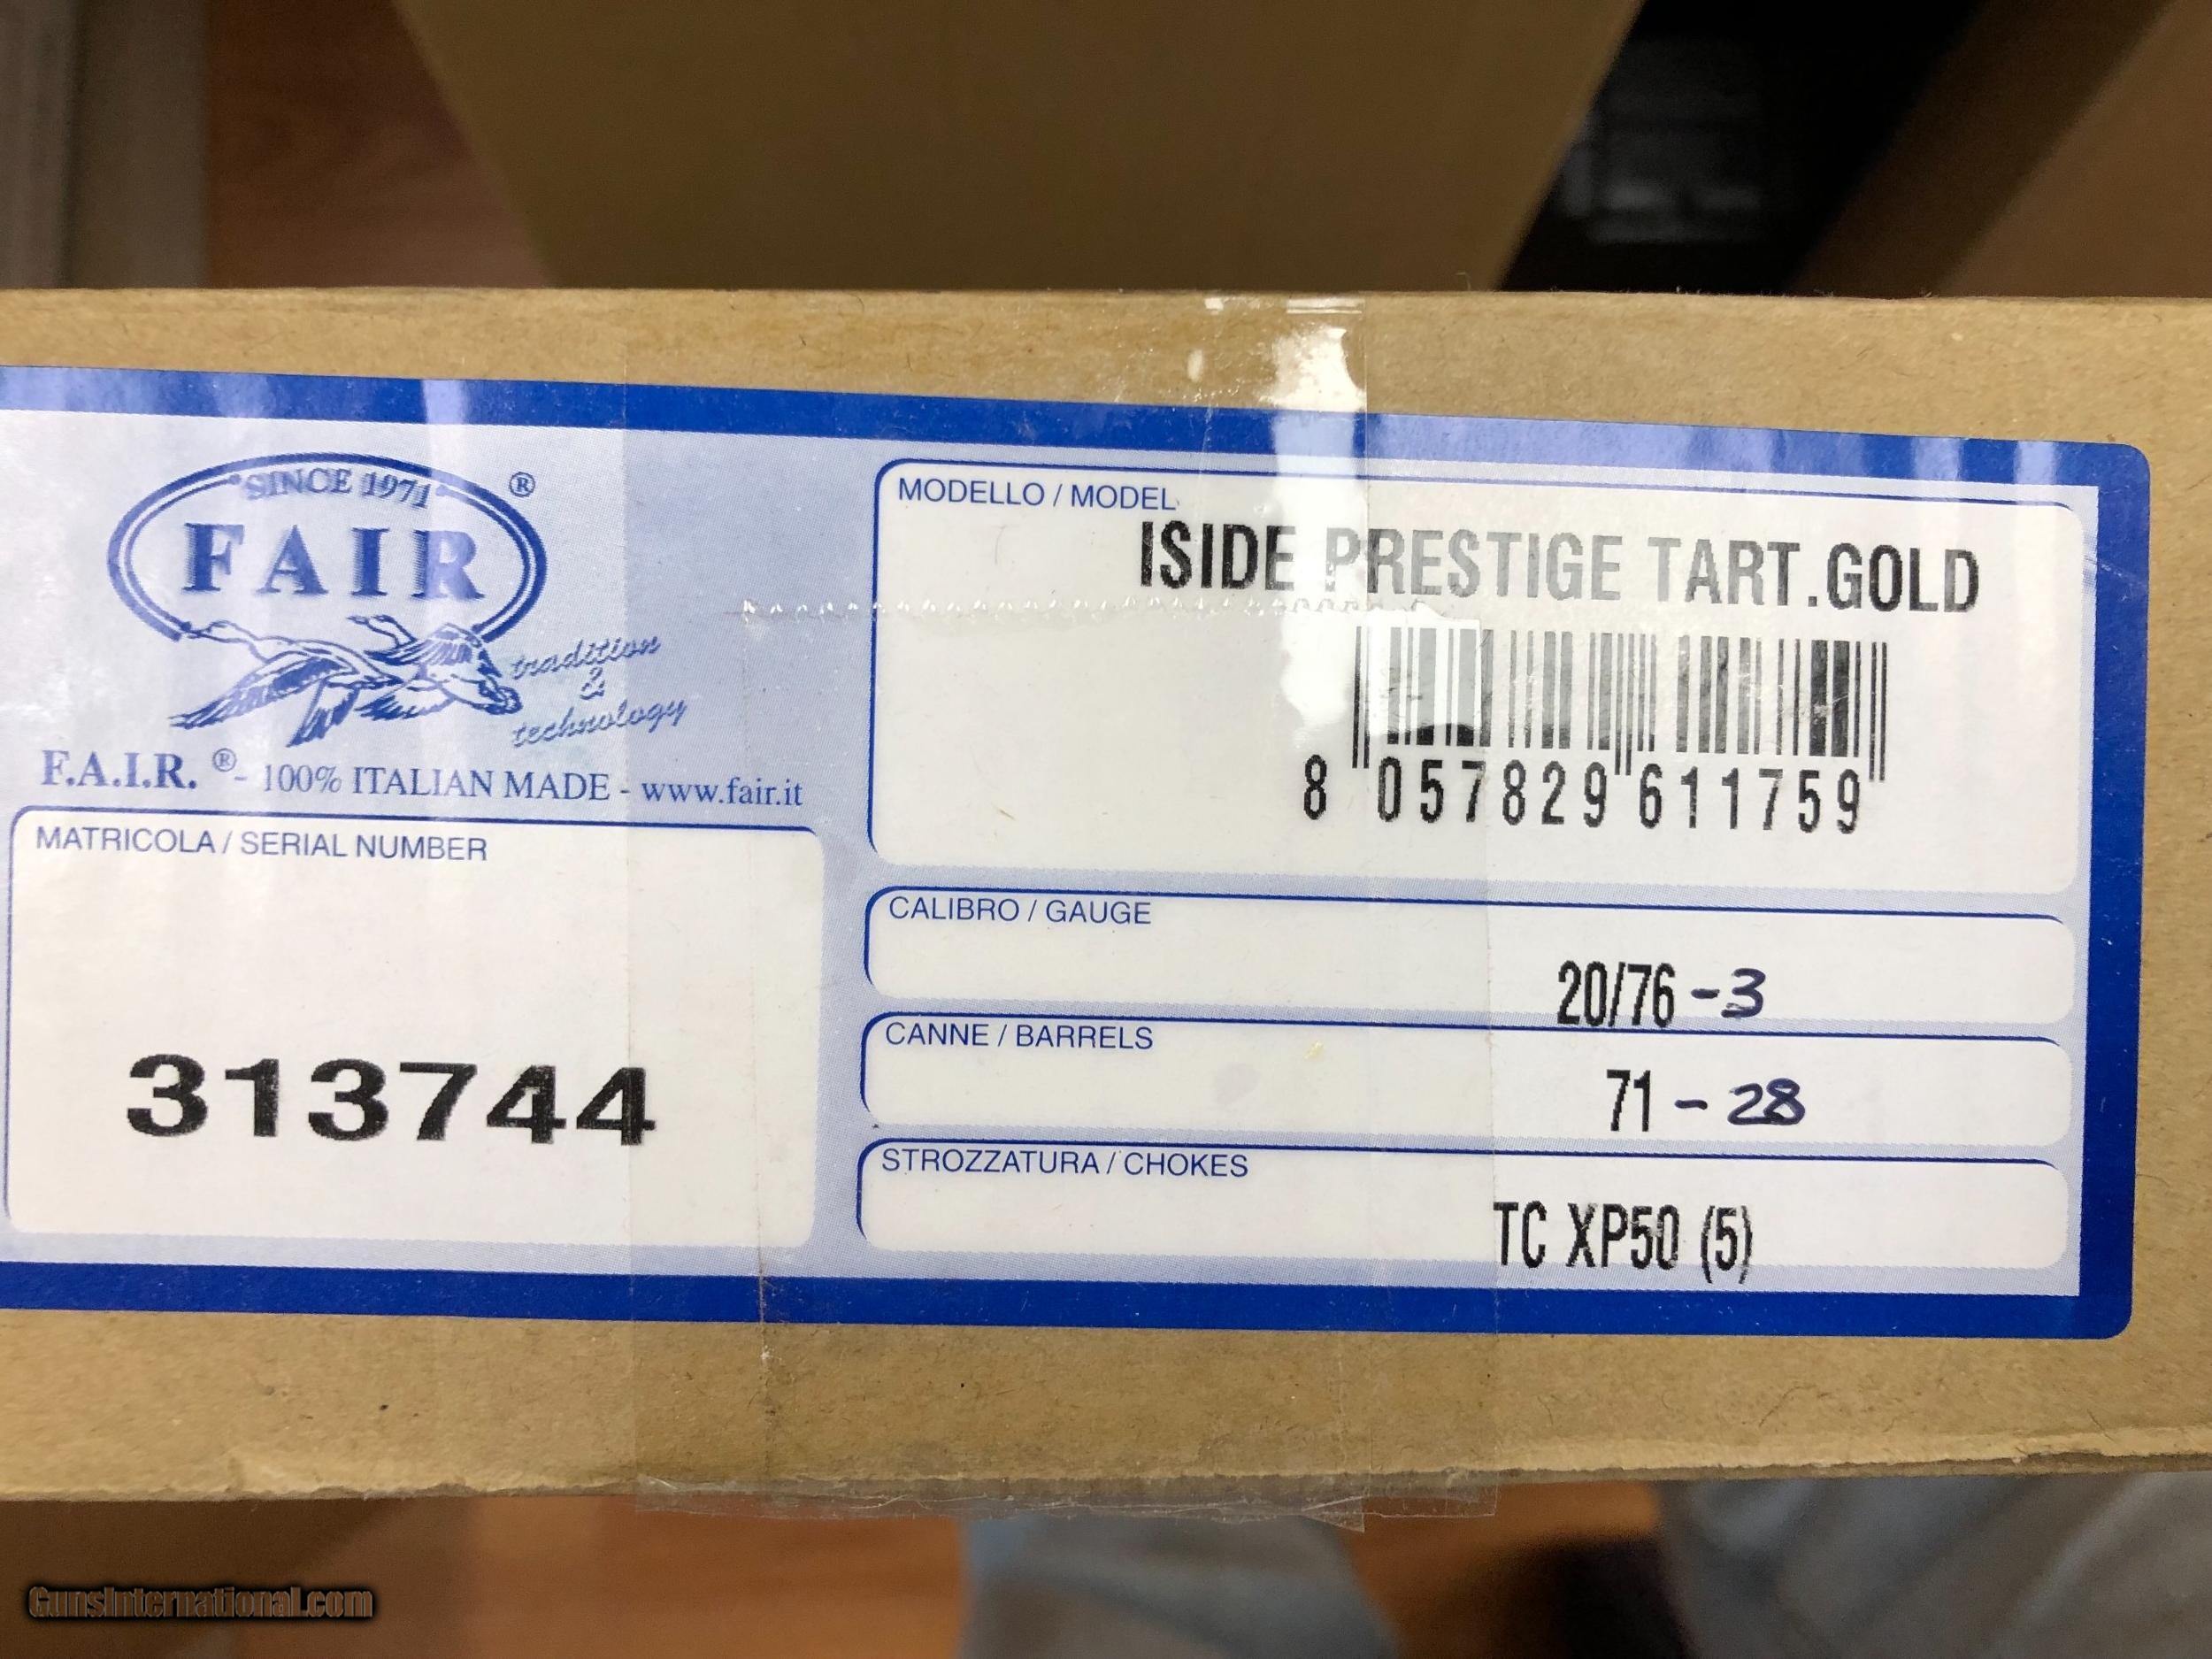 SINCE 1971
FAIR ®
tradition
&
technology
F.A.I.R. ® - 100% ITALIAN MADE - www.fair.it
MATRICOLA / SERIAL NUMBER
313744
MODELLO / MODEL
ISIDE PRESTIGE TART.GOLD
8 057829 611759
CALIBRO / GAUGE
20/76 -3
CANNE / BARRELS
71 - 28
STROZZATURA / CHOKES
TC XP50 (5)
GunsInternational.com